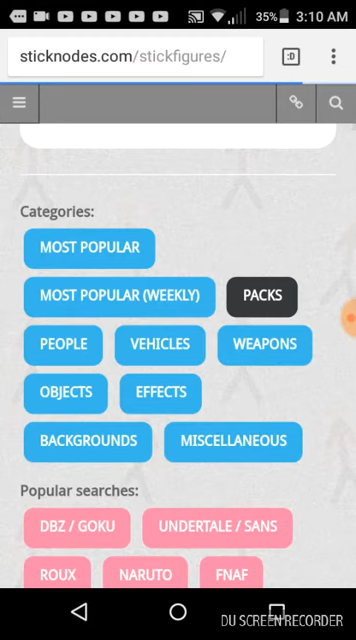 35% 3:10 AM
sticknodes.com/stickfigures/ :D
Categories:
MOST POPULAR
MOST POPULAR (WEEKLY) PACKS
PEOPLE VEHICLES WEAPONS
OBJECTS EFFECTS
BACKGROUNDS MISCELLANEOUS
Popular searches:
DBZ / GOKU UNDERTALE / SANS
ROUX NARUTO FNAF
DU SCREEN RECORDER